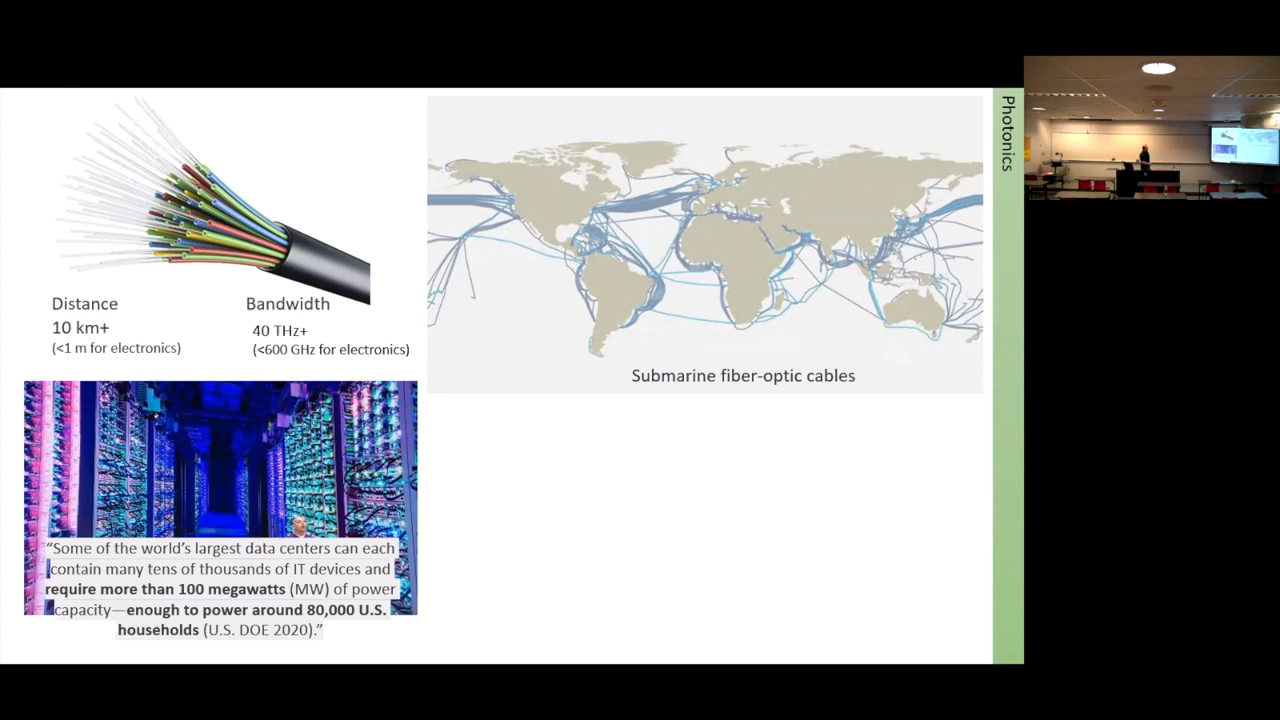 Distance
10 km+
(<1 m for electronics)
Bandwidth
40 THz+
(<600 GHz for electronics)
Submarine fiber-optic cables
Photonics
“Some of the world’s largest data centers can each
contain many tens of thousands of IT devices and
require more than 100 megawatts (MW) of power
capacity—enough to power around 80,000 U.S.
households (U.S. DOE 2020).”